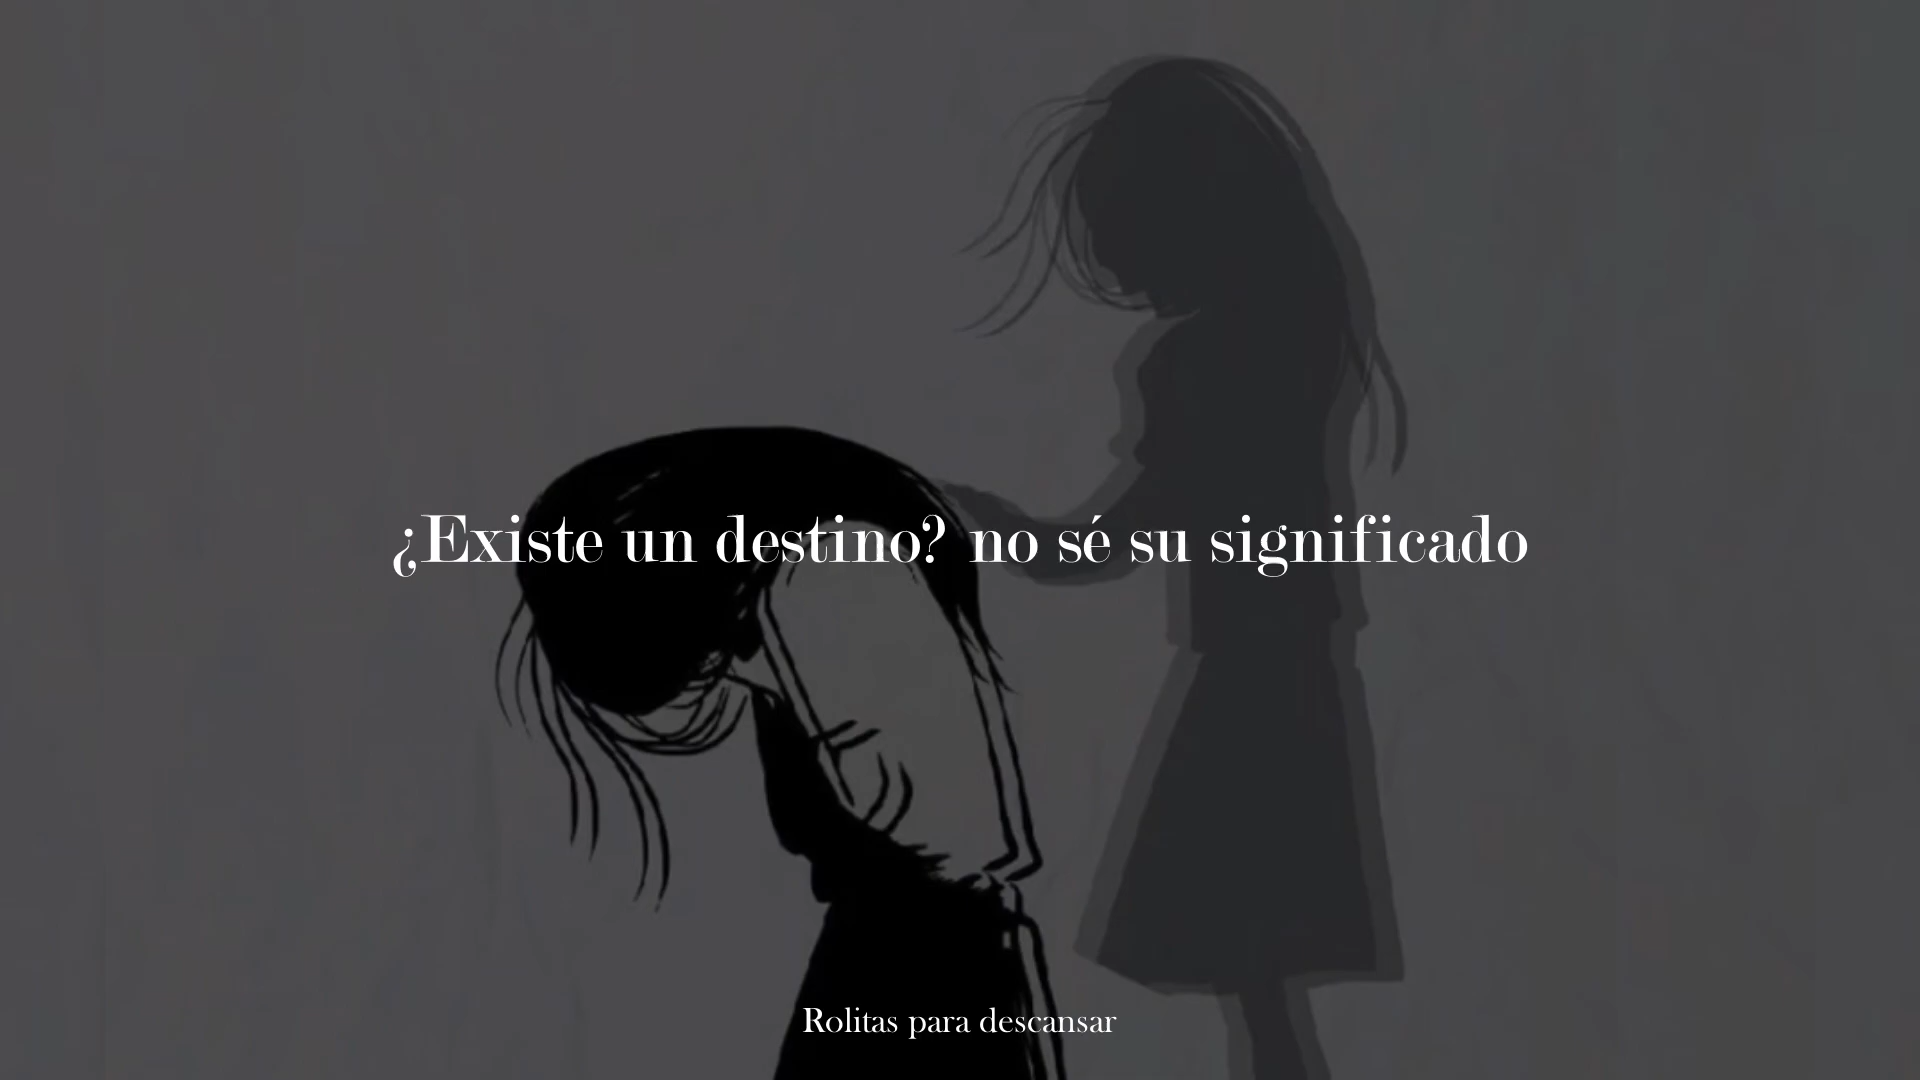 ¿Existe un destino? no sé su significado
Rolitas para descansar